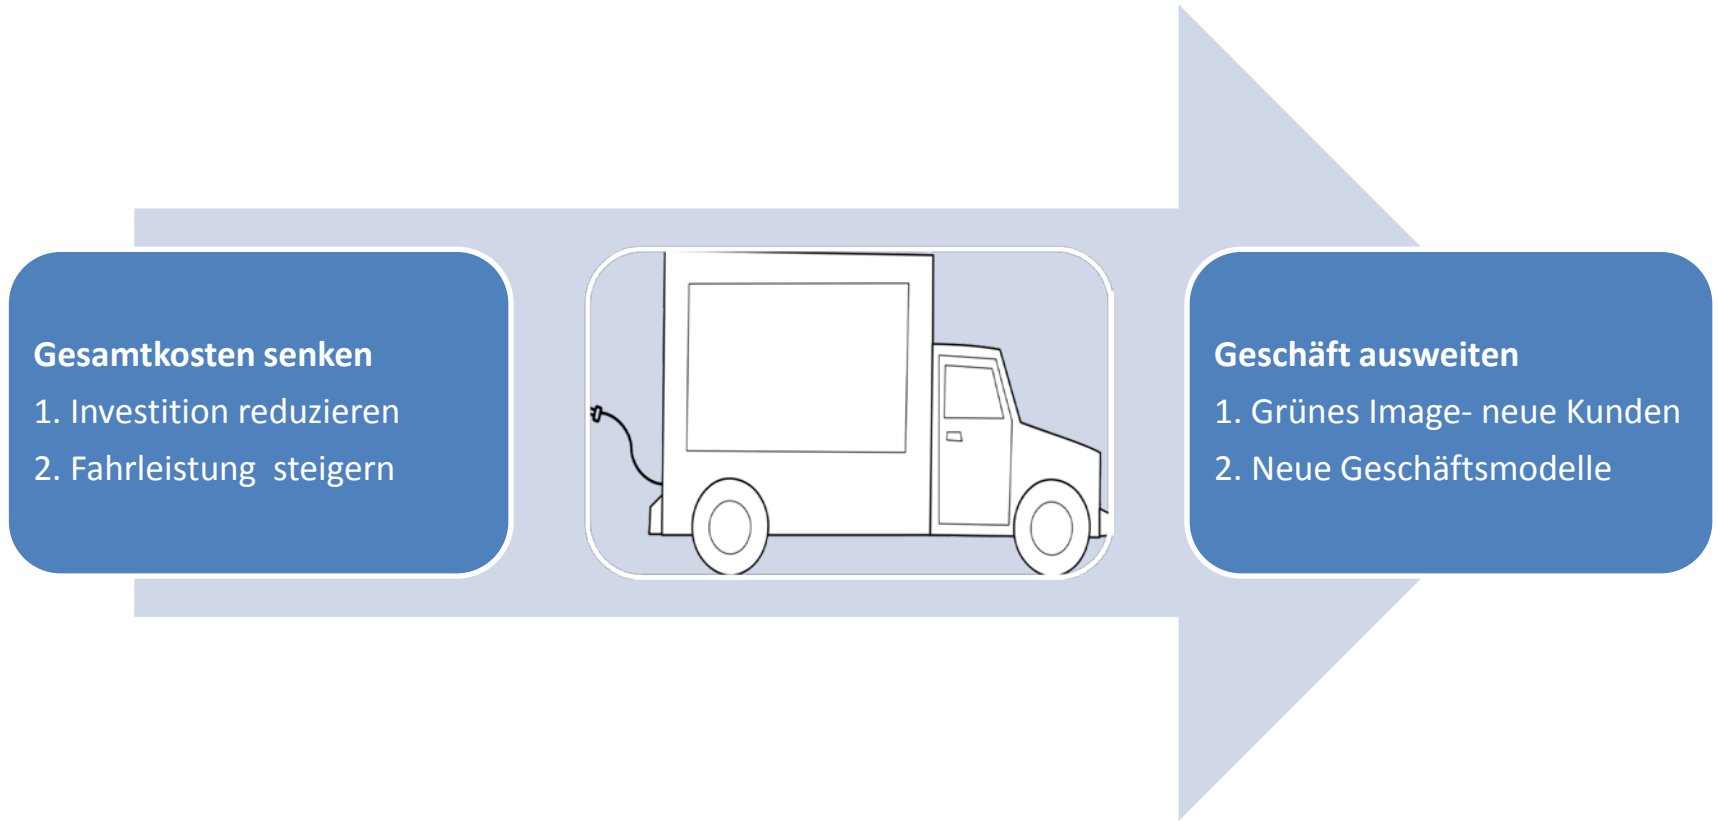 Gesamtkosten senken
1. Investition reduzieren
2. Fahrleistung  steigern
Geschäft ausweiten
1. Grünes Image- neue Kunden
2. Neue Geschäftsmodelle